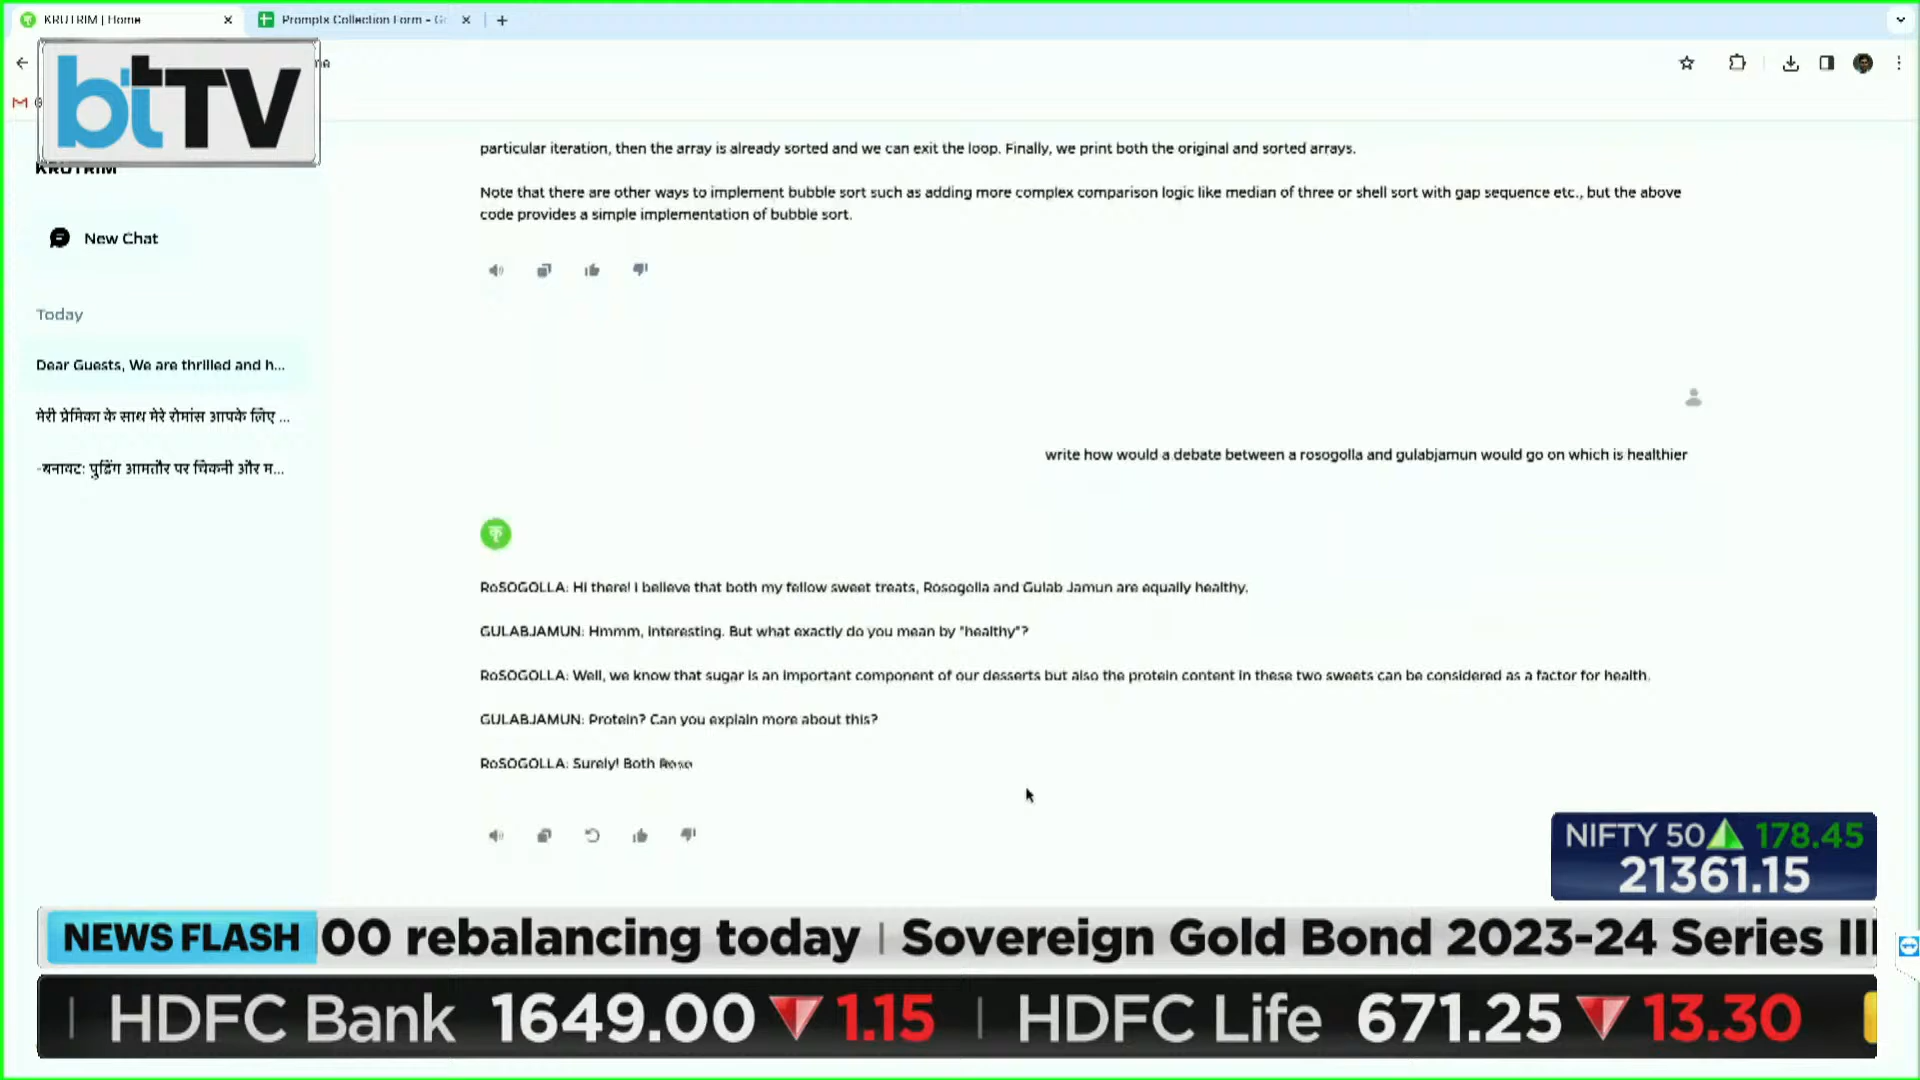 KRUTRIM | Home
Promptx Collection Form - G
btTV
me
KRUTRIM
New Chat
Today
Dear Guests, We are thrilled and h...
मेरी प्रेमिका के साथ मेरे रोमांस आपके लिए ...
-बनावट: पुडिंग आमतौर पर चिकनी और म...
particular iteration, then the array is already sorted and we can exit the loop. Finally, we print both the original and sorted arrays.
Note that there are other ways to implement bubble sort such as adding more complex comparison logic like median of three or shell sort with gap sequence etc., but the above
code provides a simple implementation of bubble sort.
write how would a debate between a rosogolla and gulabjamun would go on which is healthier
कृ
RoSOGOLLA: Hi there! I believe that both my fellow sweet treats, Rosogolla and Gulab Jamun are equally healthy.
GULABJAMUN: Hmmm, interesting. But what exactly do you mean by "healthy"?
RoSOGOLLA: Well, we know that sugar is an important component of our desserts but also the protein content in these two sweets can be considered as a factor for health.
GULABJAMUN: Protein? Can you explain more about this?
RoSOGOLLA: Surely! Both Roso
NIFTY 50 178.45
21361.15
NEWS FLASH 00 rebalancing today | Sovereign Gold Bond 2023-24 Series III
| HDFC Bank 1649.00 1.15 | HDFC Life 671.25 13.30